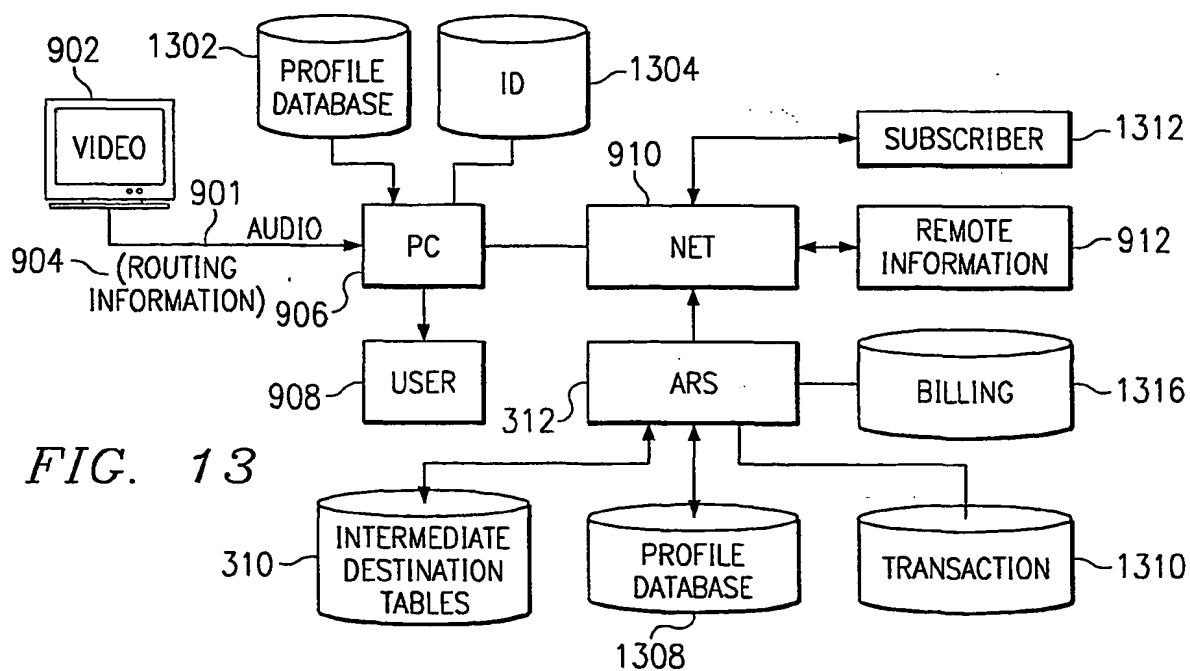 902
1302
PROFILE
DATABASE
ID
1304
VIDEO
910
SUBSCRIBER
1312
901
AUDIO
904
(ROUTING
INFORMATION)
PC
906
NET
REMOTE
INFORMATION
912
USER
908
ARS
312
BILLING
1316
FIG. 13
310
INTERMEDIATE
DESTINATION
TABLES
PROFILE
DATABASE
1308
TRANSACTION
1310